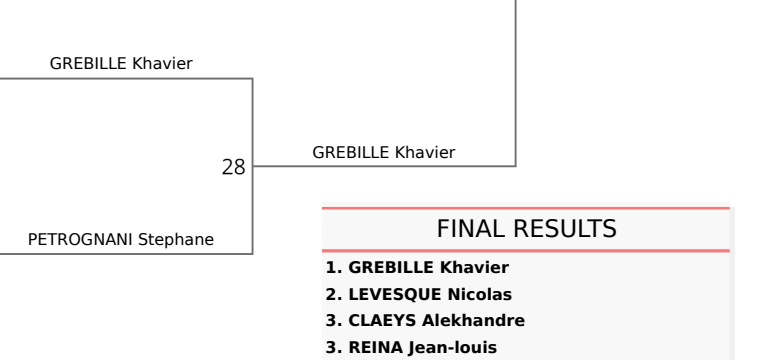 GREBILLE Khavier
28
GREBILLE Khavier
PETROGNANI Stephane
FINAL RESULTS
1. GREBILLE Khavier
2. LEVESQUE Nicolas
3. CLAEYS Alekhandre
3. REINA Jean-louis